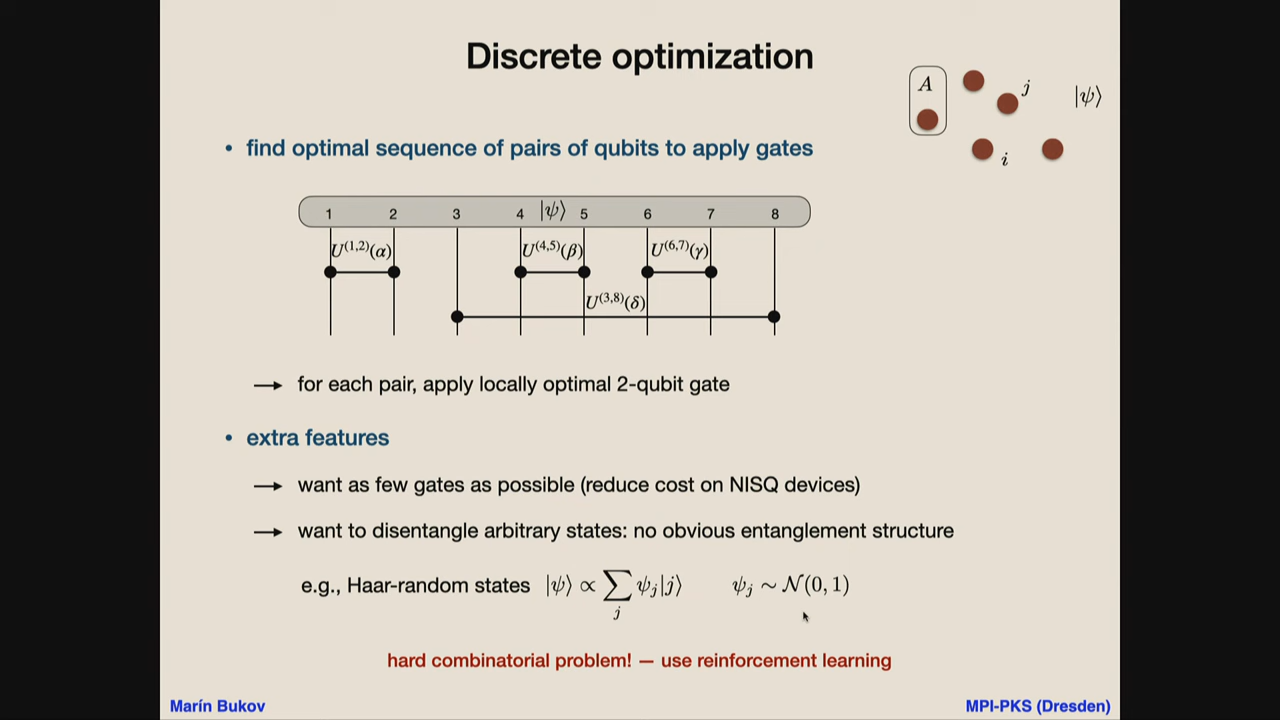 Discrete optimization
A
j
|ψ⟩
i
• find optimal sequence of pairs of qubits to apply gates
1 2 3 4 |ψ⟩ 5 6 7 8
U^(1,2)(α) U^(4,5)(β) U^(6,7)(γ)
U^(3,8)(δ)
→ for each pair, apply locally optimal 2-qubit gate
• extra features
→ want as few gates as possible (reduce cost on NISQ devices)
→ want to disentangle arbitrary states: no obvious entanglement structure
e.g., Haar-random states |ψ⟩ ∝ ∑_j ψ_j|j⟩ ψ_j ∼ 𝒩(0,1)
hard combinatorial problem! — use reinforcement learning
Marín Bukov MPI-PKS (Dresden)